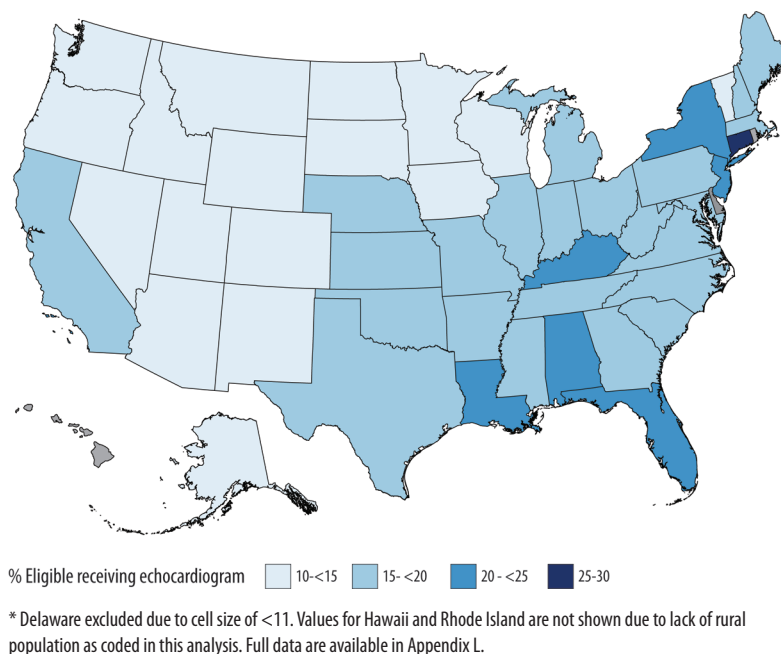 % Eligible receiving echocardiogram 10-<15 15- <20 20 - <25 25-30
* Delaware excluded due to cell size of <11. Values for Hawaii and Rhode Island are not shown due to lack of rural
population as coded in this analysis. Full data are available in Appendix L.